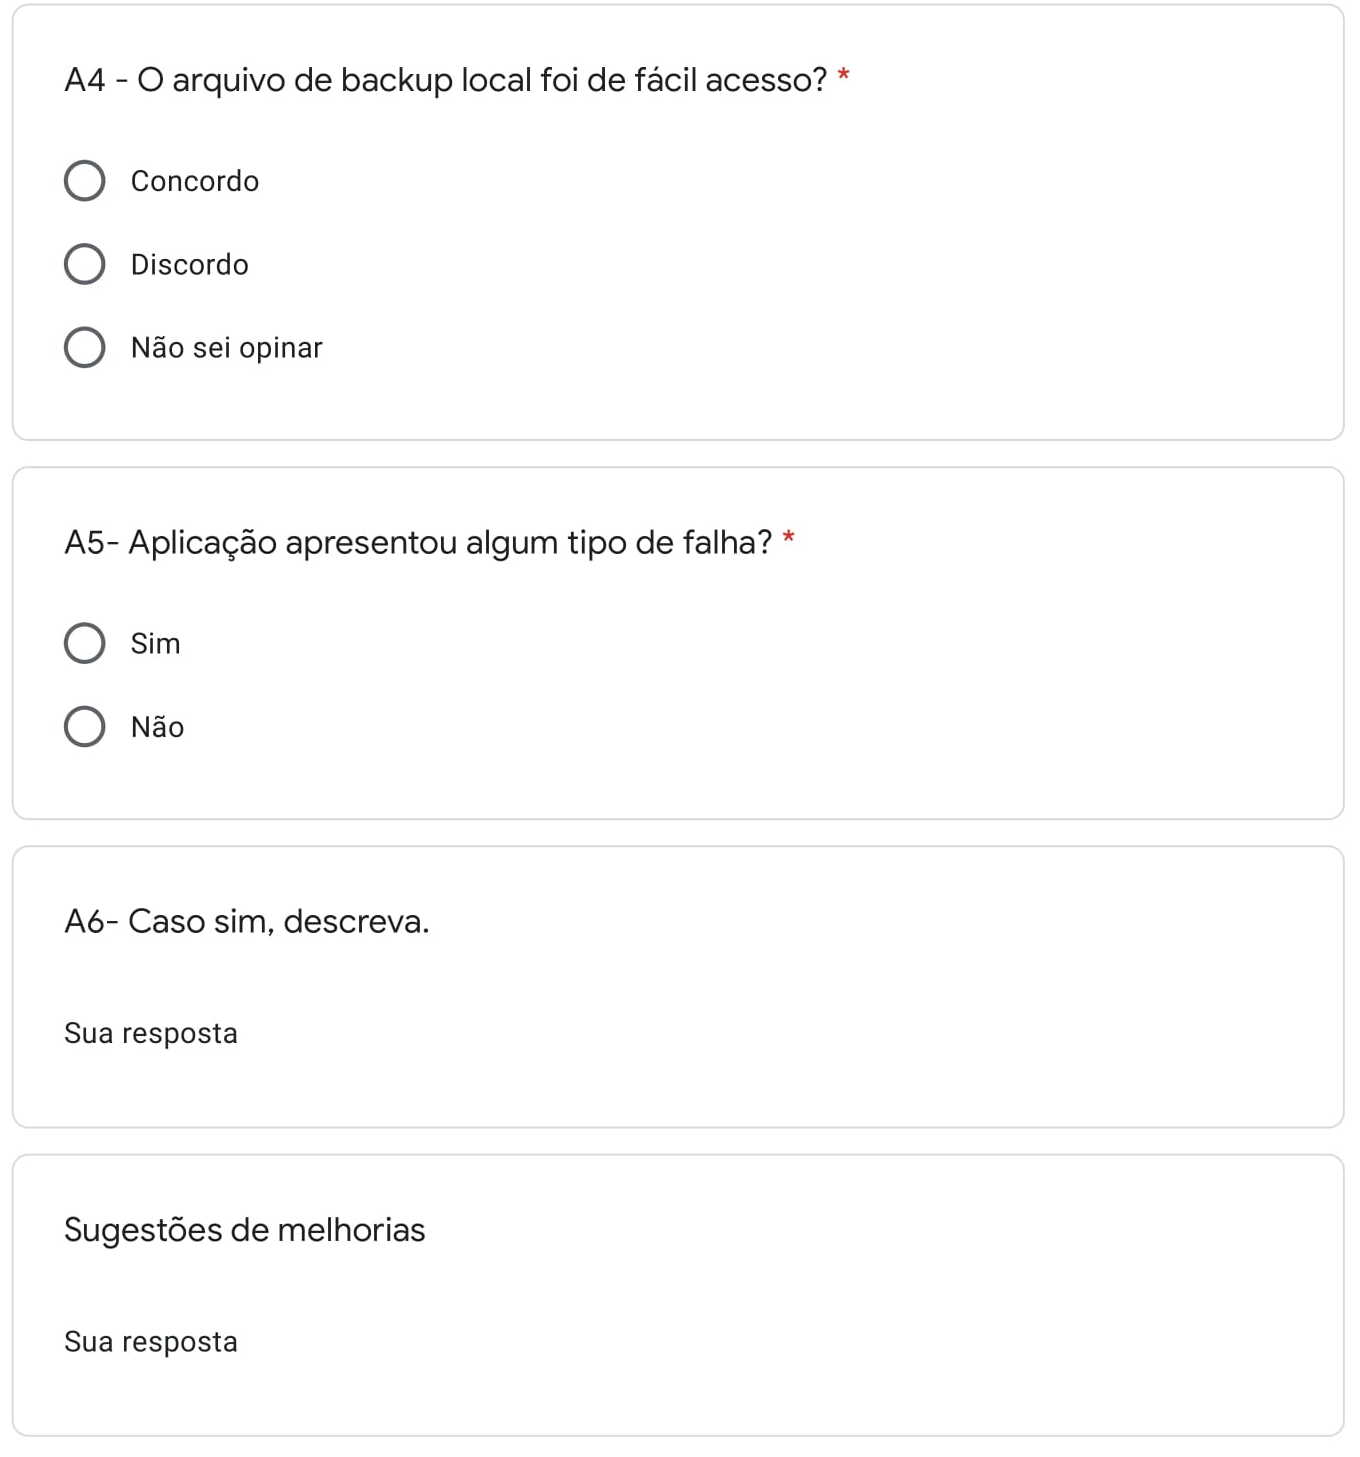 A4 - O arquivo de backup local foi de fácil acesso? *
Concordo
Discordo
Não sei opinar
A5- Aplicação apresentou algum tipo de falha? *
Sim
Não
A6- Caso sim, descreva.
Sua resposta
Sugestões de melhorias
Sua resposta